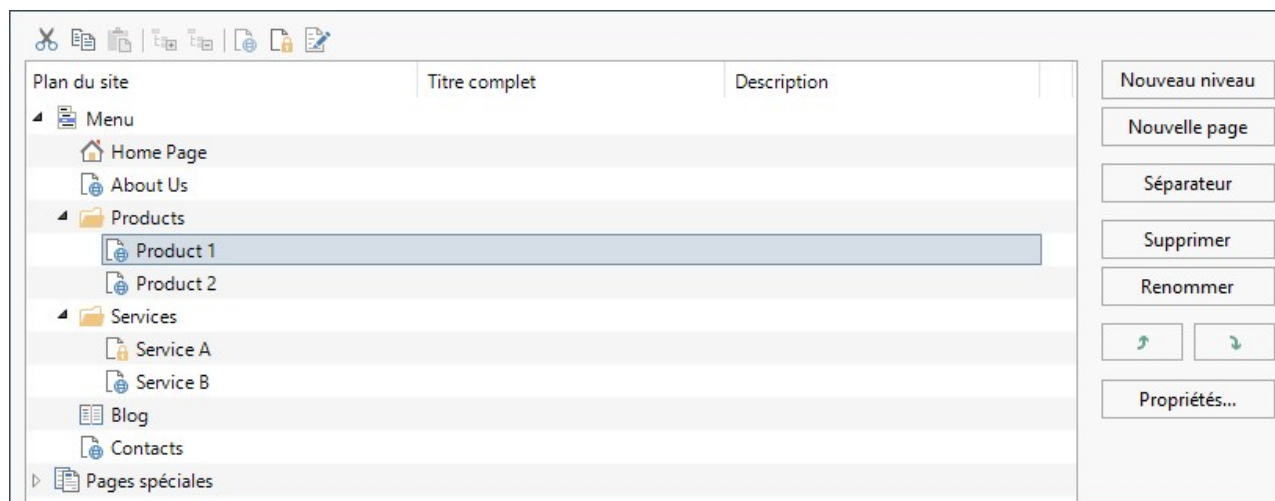 Plan du site Titre complet Description
Menu
Home Page
About Us
Products
Product 1
Product 2
Services
Service A
Service B
Blog
Contacts
Pages spéciales
Nouveau niveau
Nouvelle page
Séparateur
Supprimer
Renommer
Propriétés...